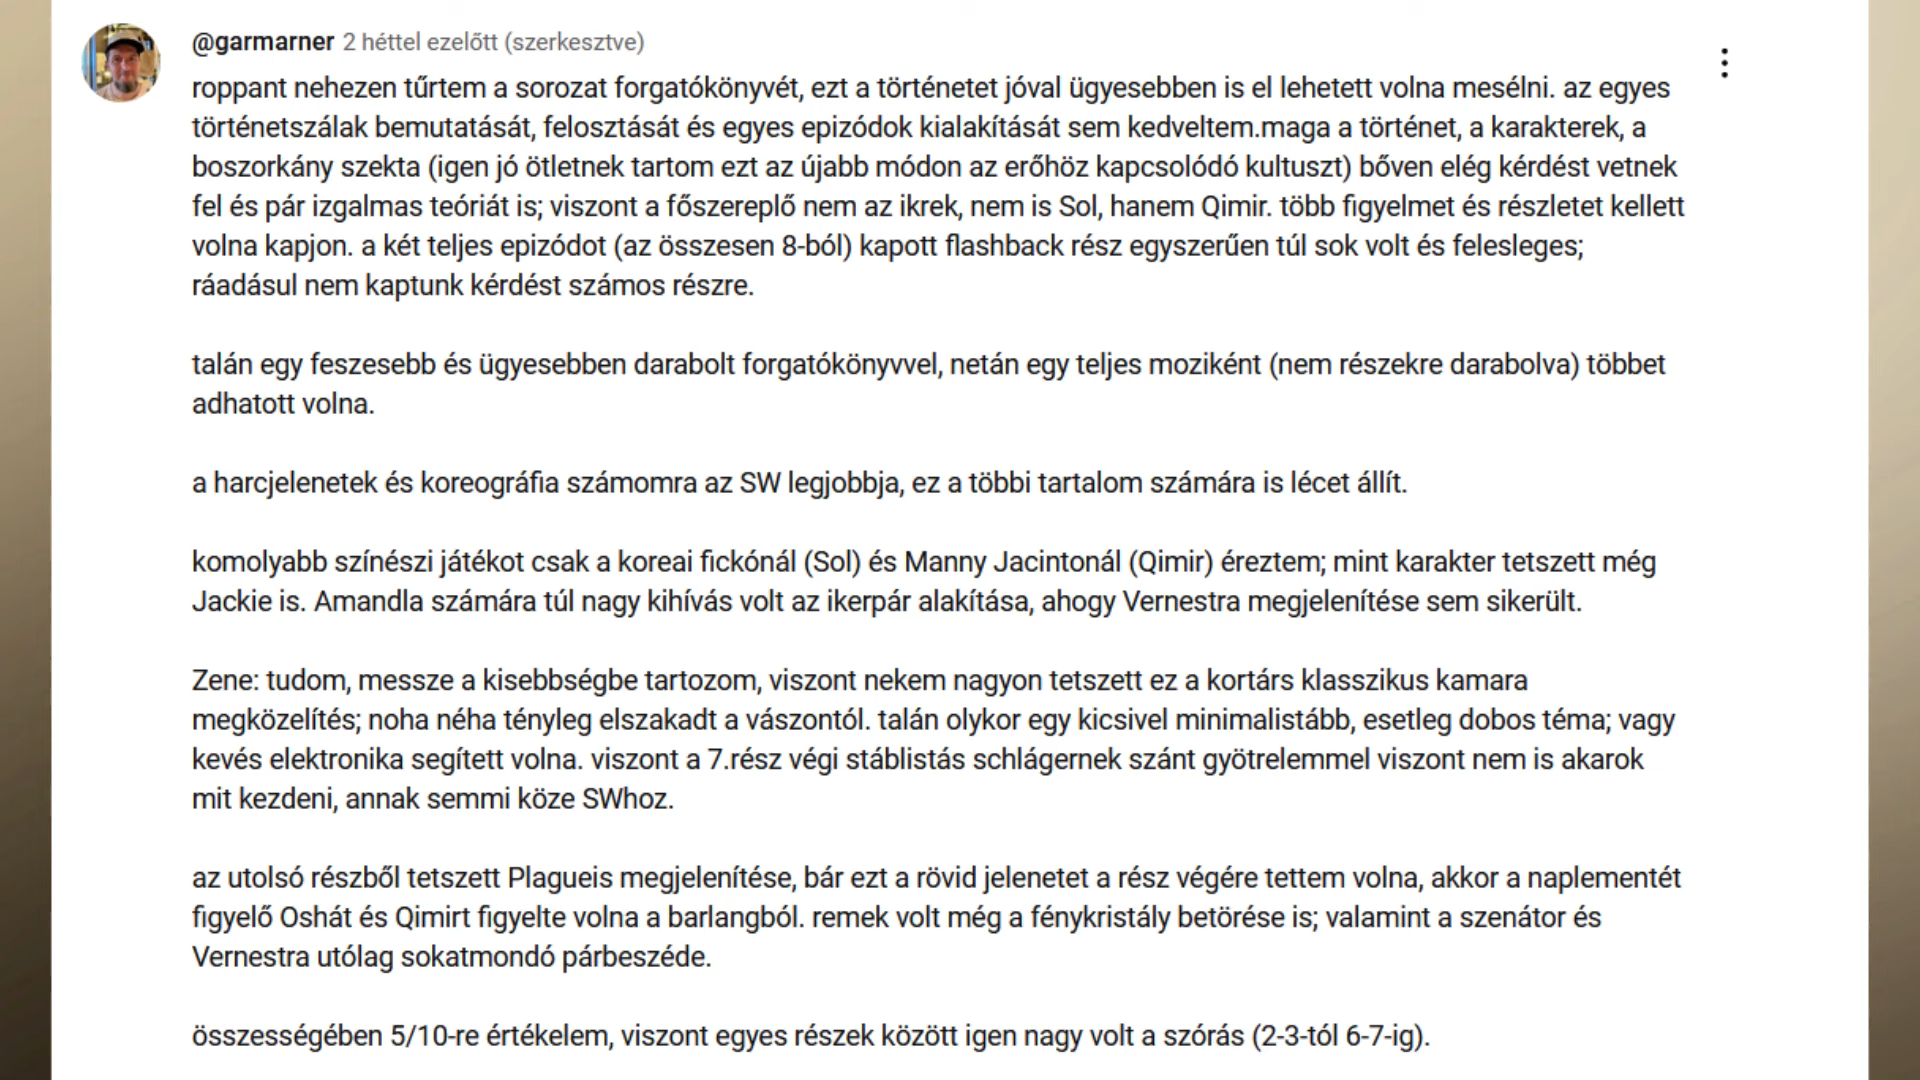 @garmarner 2 héttel ezelőtt (szerkesztve)
roppant nehezen tűrtem a sorozat forgatókönyvét, ezt a történetet jóval ügyesebben is el lehetett volna mesélni. az egyes
történetszálak bemutatását, felosztását és egyes epizódok kialakítását sem kedveltem.maga a történet, a karakterek, a
boszorkány szekta (igen jó ötletnek tartom ezt az újabb módon az erőhöz kapcsolódó kultuszt) bőven elég kérdést vetnek
fel és pár izgalmas teóriát is; viszont a főszereplő nem az ikrek, nem is Sol, hanem Qimir. több figyelmet és részletet kellett
volna kapjon. a két teljes epizódot (az összesen 8-ból) kapott flashback rész egyszerűen túl sok volt és felesleges;
ráadásul nem kaptunk kérdést számos részre.
talán egy feszesebb és ügyesebben darabolt forgatókönyvvel, netán egy teljes moziként (nem részekre darabolva) többet
adhatott volna.
a harcjelenetek és koreográfia számomra az SW legjobbja, ez a többi tartalom számára is lécet állít.
komolyabb színészi játékot csak a koreai fickónál (Sol) és Manny Jacintonál (Qimir) éreztem; mint karakter tetszett még
Jackie is. Amandla számára túl nagy kihívás volt az ikerpár alakítása, ahogy Vernestra megjelenítése sem sikerült.
Zene: tudom, messze a kisebbségbe tartozom, viszont nekem nagyon tetszett ez a kortárs klasszikus kamara
megközelítés; noha néha tényleg elszakadt a vászontól. talán olykor egy kicsivel minimalistább, esetleg dobos téma; vagy
kevés elektronika segített volna. viszont a 7.rész végi stáblistás schlágernek szánt gyötrelemmel viszont nem is akarok
mit kezdeni, annak semmi köze SWhoz.
az utolsó részből tetszett Plagueis megjelenítése, bár ezt a rövid jelenetet a rész végére tettem volna, akkor a naplementét
figyelő Oshát és Qimirt figyelte volna a barlangból. remek volt még a fénykristály betörése is; valamint a szenátor és
Vernestra utólag sokatmondó párbeszéde.
összességében 5/10-re értékelem, viszont egyes részek között igen nagy volt a szórás (2-3-tól 6-7-ig).